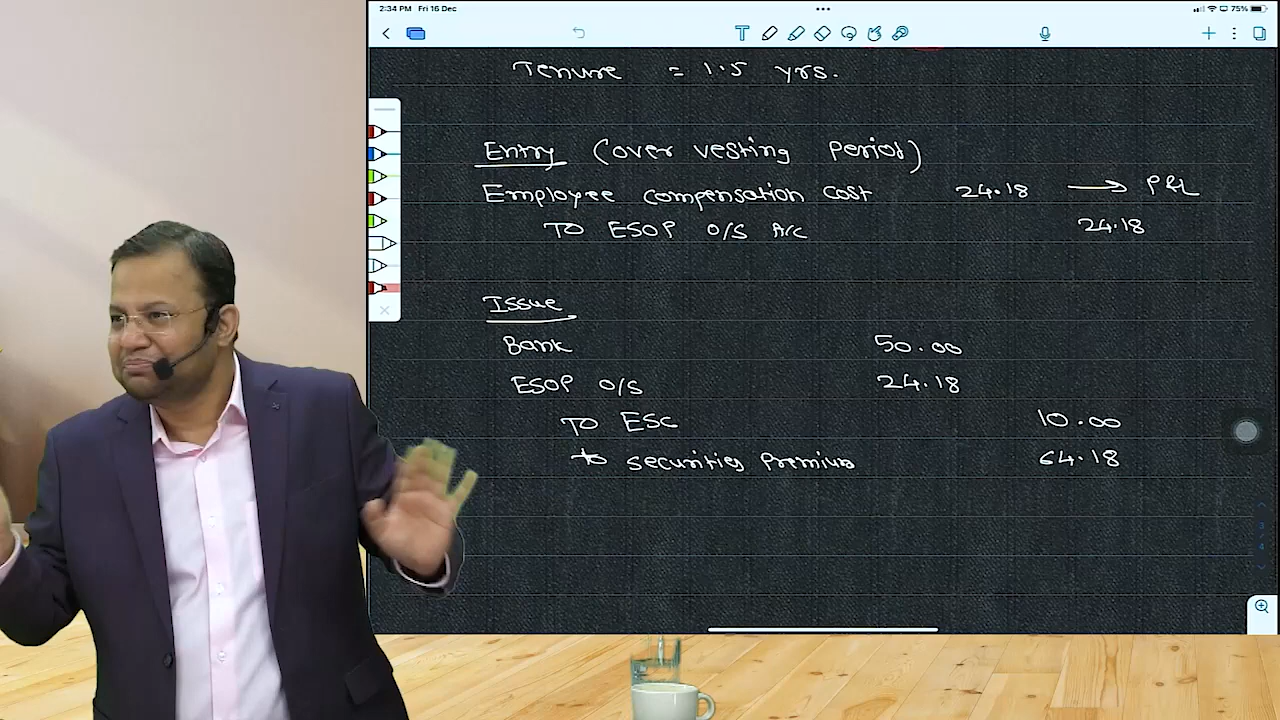 2:34 PM Fri 16 Dec
75%
Tenure = 1.5 yrs.
Entry (over vesting Period)
Employee compensation cost 24.18 → P&L
TO ESOP O/S A/C 24.18
Issue
Bank 50.00
ESOP O/S 24.18
TO ESC 10.00
to securities Premium 64.18
3
4